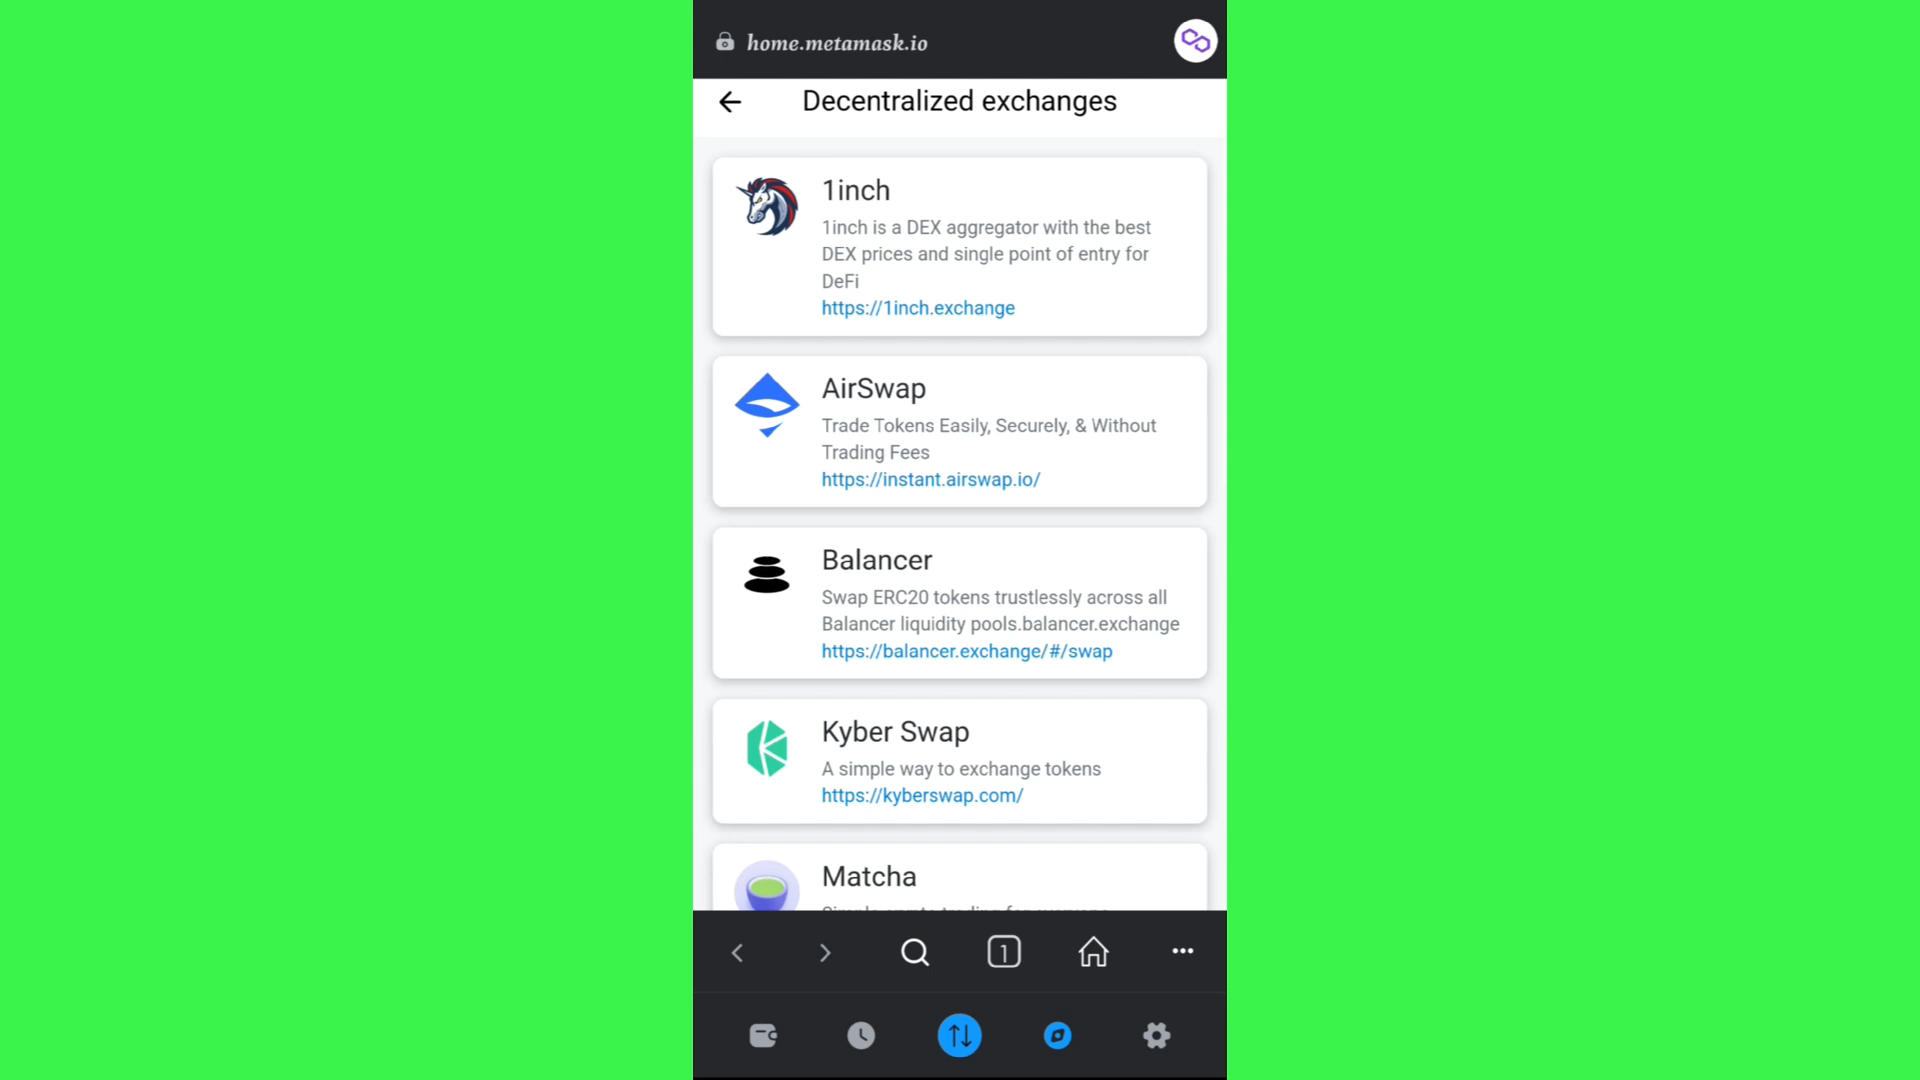 home.metamask.io
Decentralized exchanges
1inch
1inch is a DEX aggregator with the best
DEX prices and single point of entry for
DeFi
https://1inch.exchange
AirSwap
Trade Tokens Easily, Securely, & Without
Trading Fees
https://instant.airswap.io/
Balancer
Swap ERC20 tokens trustlessly across all
Balancer liquidity pools.balancer.exchange
https://balancer.exchange/#/swap
Kyber Swap
A simple way to exchange tokens
https://kyberswap.com/
Matcha
1